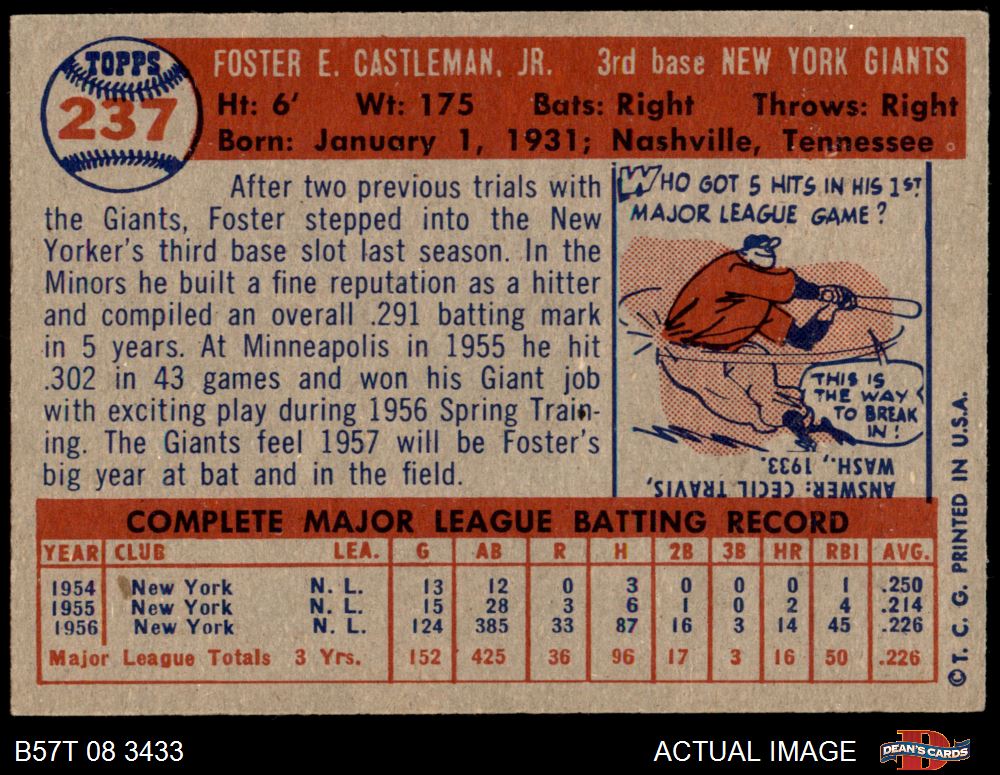 TOPPS
237
FOSTER E. CASTLEMAN, JR. 3rd base NEW YORK GIANTS
Ht: 6' Wt: 175 Bats: Right Throws: Right
Born: January 1, 1931; Nashville, Tennessee
After two previous trials with
the Giants, Foster stepped into the New
Yorker's third base slot last season. In the
Minors he built a fine reputation as a hitter
and compiled an overall .291 batting mark
in 5 years. At Minneapolis in 1955 he hit
.302 in 43 games and won his Giant job
with exciting play during 1956 Spring Train-
ing. The Giants feel 1957 will be Foster's
big year at bat and in the field.
WHO GOT 5 HITS IN HIS 1ST
MAJOR LEAGUE GAME?
THIS IS
THE WAY
TO BREAK
IN!
ANSWER: CECIL TRAVIS,
WASH., 1933.
COMPLETE MAJOR LEAGUE BATTING RECORD
YEAR CLUB LEA. G AB R H 2B 3B HR RBI AVG.
1954 New York N. L. 13 12 0 3 0 0 0 1 .250
1955 New York N. L. 15 28 3 6 1 0 2 4 .214
1956 New York N. L. 124 385 33 87 16 3 14 45 .226
Major League Totals 3 Yrs. 152 425 36 96 17 3 16 50 .226
©T. C. G. PRINTED IN U.S.A.
B57T 08 3433
ACTUAL IMAGE
D
DEAN'S CARDS